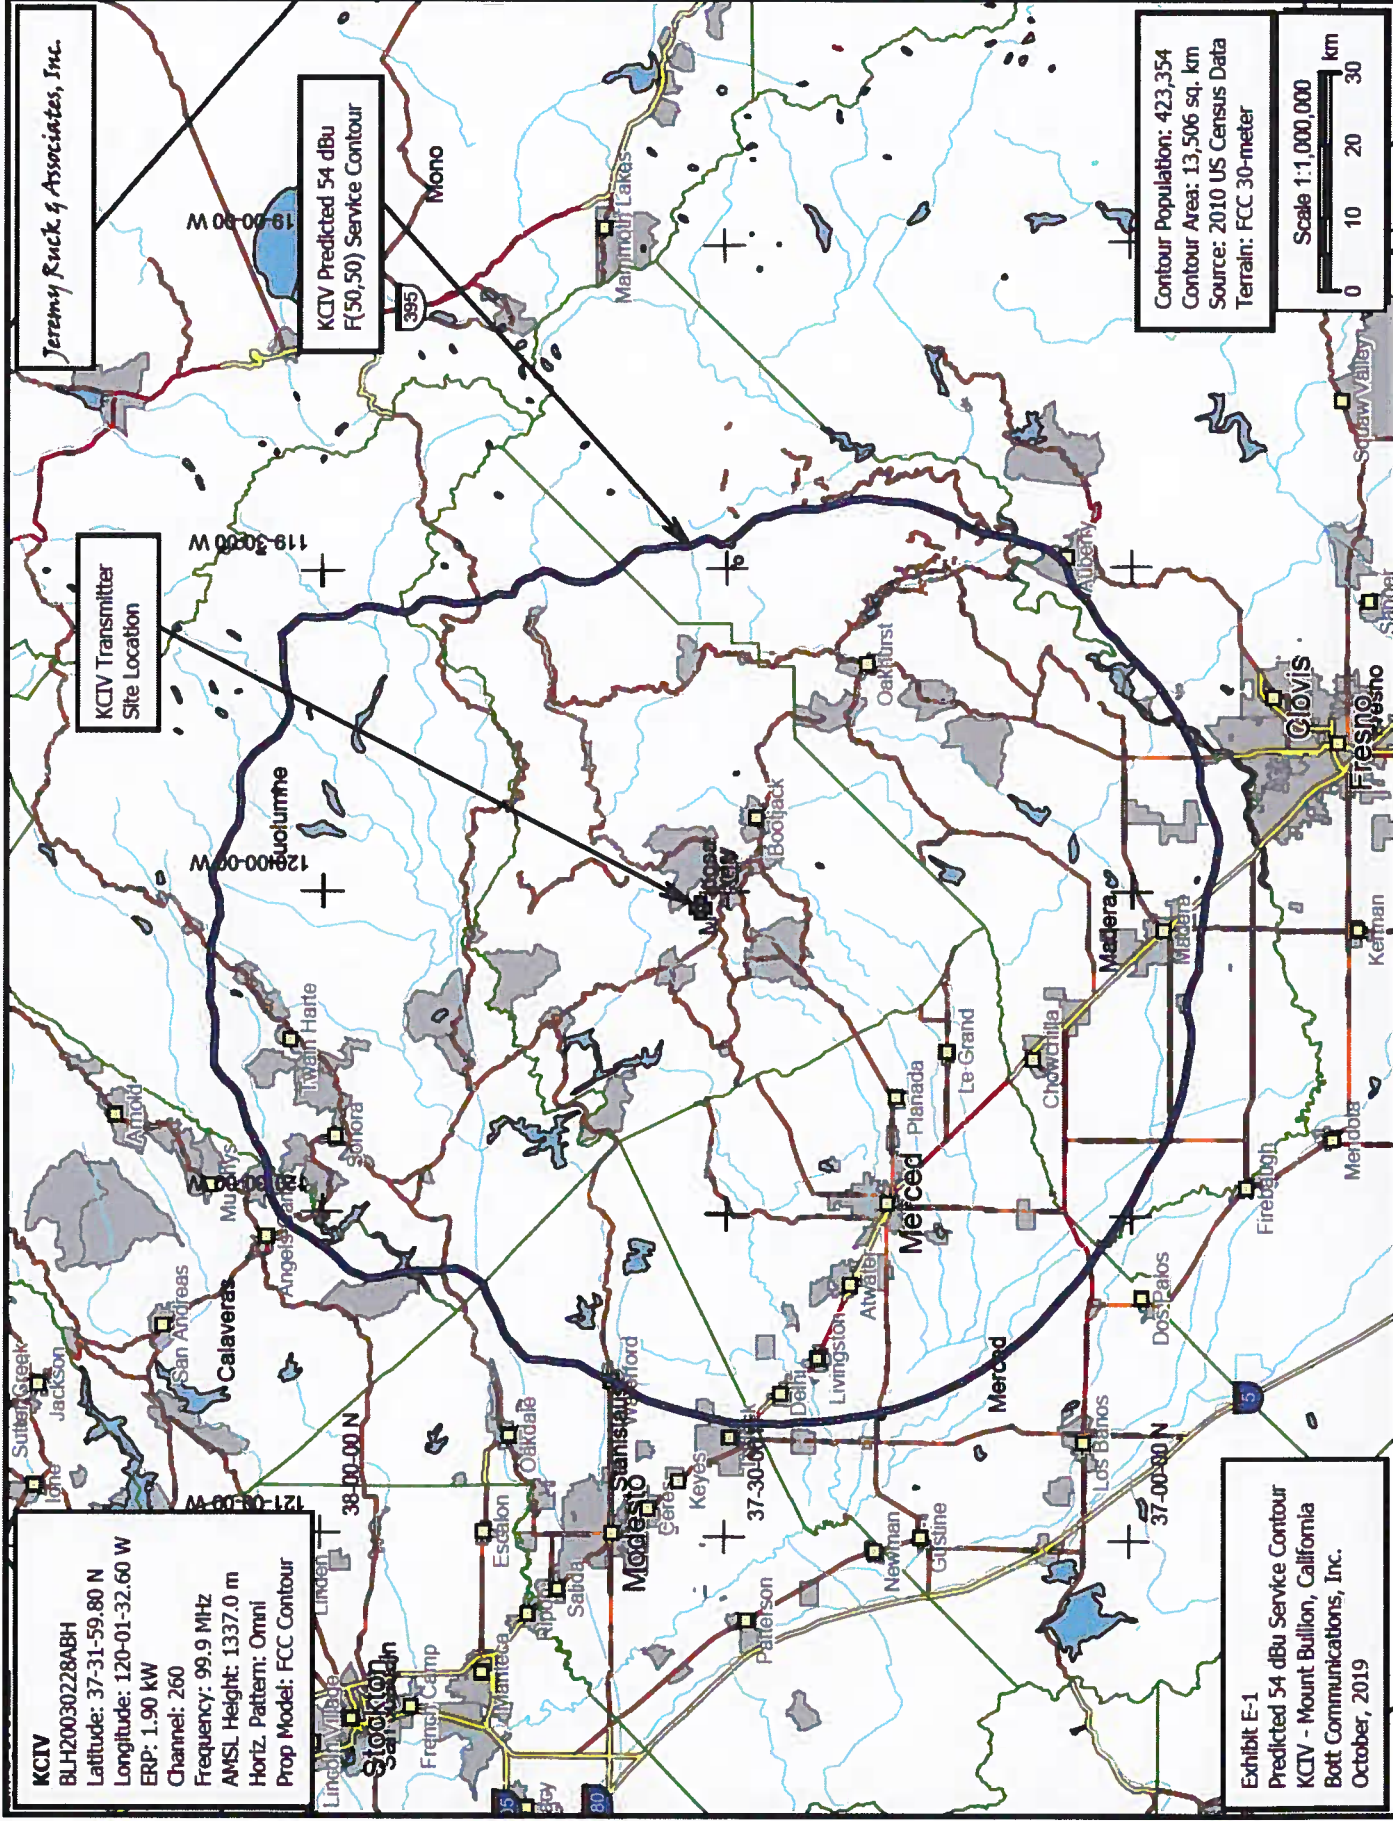 KCIV
BLH20030228ABH
Latitude: 37-31-59.80 N
Longitude: 120-01-32.60 W
ERP: 1.90 kW
Channel: 260
Frequency: 99.9 MHz
AMSL Height: 1337.0 m
Horiz. Pattern: Omni
Prop Model: FCC Contour
KCIV Transmitter
Site Location
KCIV Predicted 54 dBu
F(50,50) Service Contour
Jeremy Ruck & Associates, Inc.
Sutter Creek
Jackson
Ione
San Andreas
Calaveras
Arnold
Murphys
Angels
Twain Harte
Sonora
Tuolumne
Mono
395
Mammoth Lakes
121-00-00 W
120-30-00 W
120-00-00 W
119-30-00 W
119-00-00 W
38-00-00 N
Linden
Lincoln Village
Stockton
French Camp
Manteca
Escalon
Oakdale
Ripon
Salida
Modesto
Stanislaus
Waterford
Ceres
Keyes
37-30-00 N
Delhi
Livingston
Atwater
Merced
Planada
Le Grand
Chowchilla
Bootjack
KCIV
Oakhurst
Auberry
Patterson
Newman
Gustine
Merced
Los Banos
Dos Palos
37-00-00 N
Madera
Madera
Firebaugh
Mendota
Kerman
Clovis
Fresno
Fresno
Sanger
Squaw Valley
80
5
Exhibit E-1
Predicted 54 dBu Service Contour
KCIV - Mount Bullion, California
Bott Communications, Inc.
October, 2019
Contour Population: 423,354
Contour Area: 13,506 sq. km
Source: 2010 US Census Data
Terrain: FCC 30-meter
Scale 1:1,000,000
0 10 20 30 km